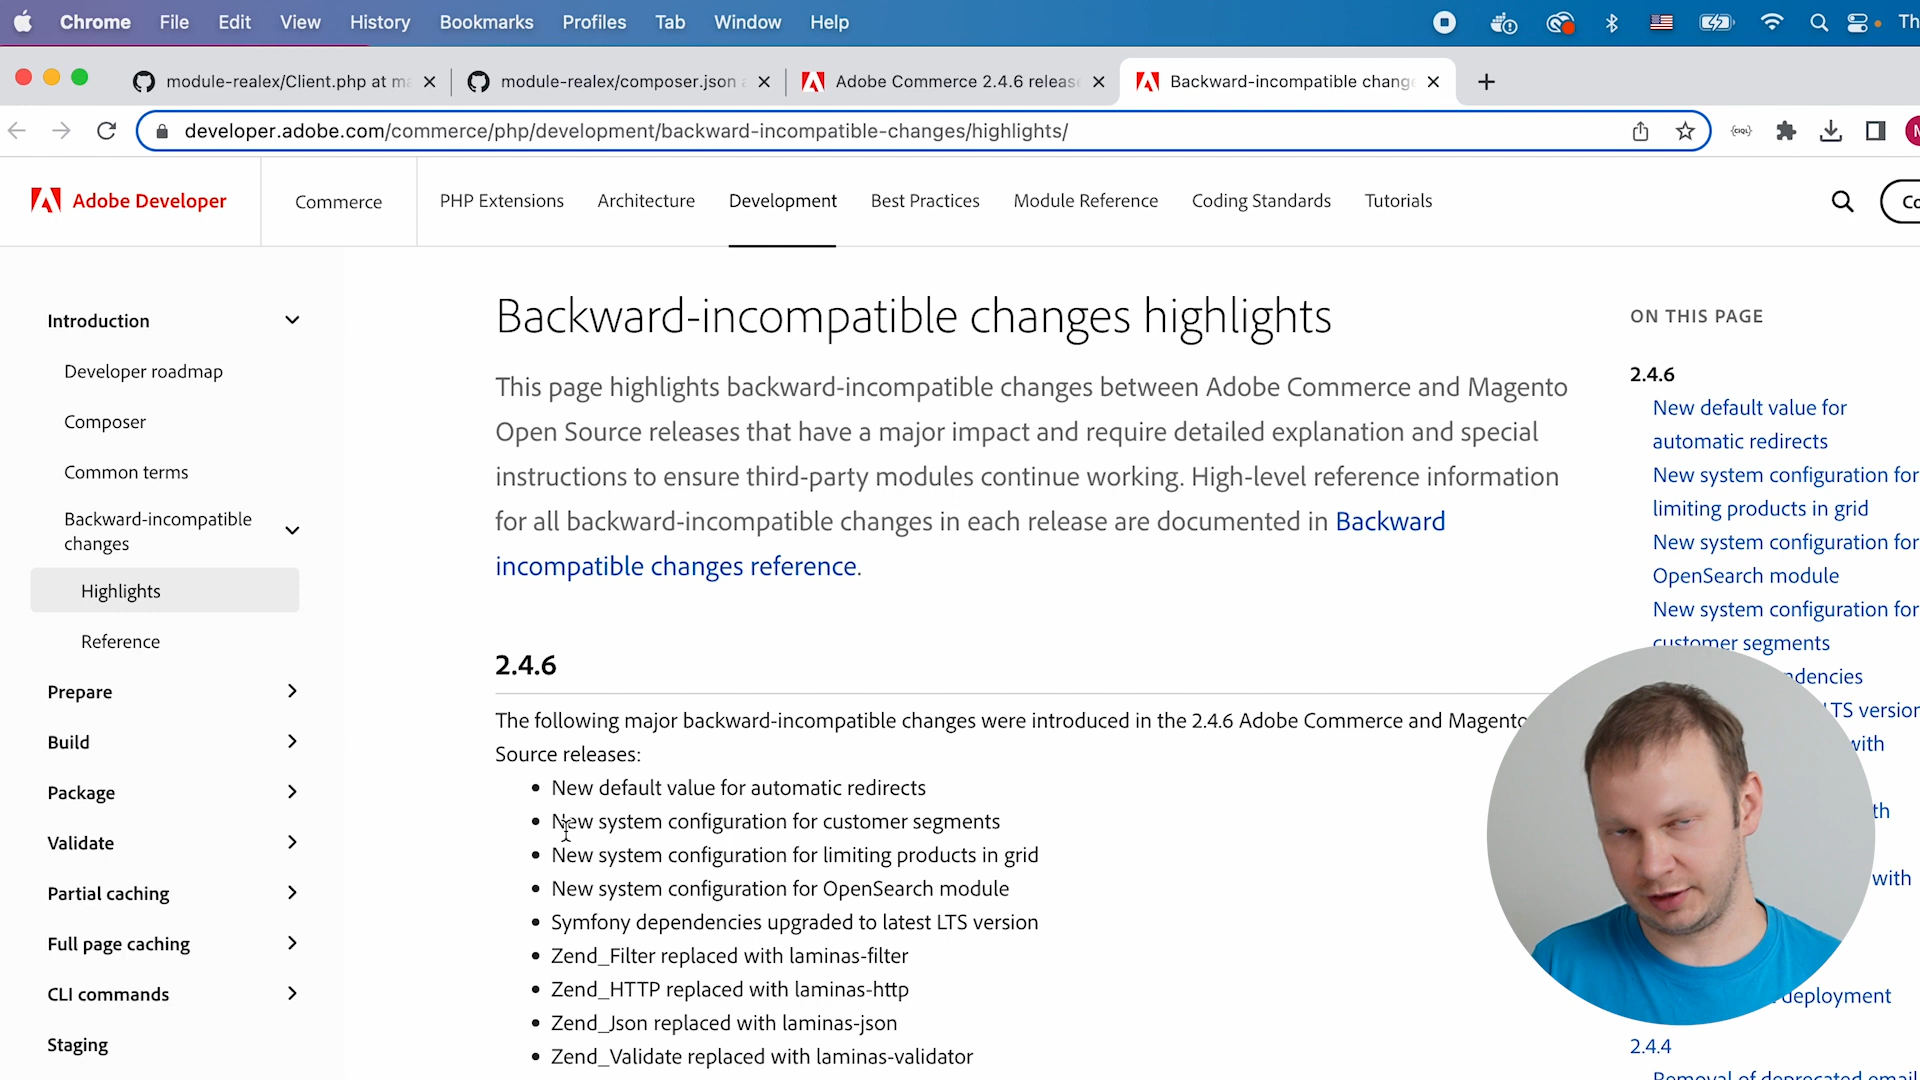 Chrome File Edit View History Bookmarks Profiles Tab Window Help
module-realex/Client.php at ma
module-realex/composer.json
Adobe Commerce 2.4.6 release
Backward-incompatible chang
developer.adobe.com/commerce/php/development/backward-incompatible-changes/highlights/
Adobe Developer
Commerce
PHP Extensions
Architecture
Development
Best Practices
Module Reference
Coding Standards
Tutorials
Introduction
Developer roadmap
Composer
Common terms
Backward-incompatible
changes
Highlights
Reference
Prepare
Build
Package
Validate
Partial caching
Full page caching
CLI commands
Staging
Backward-incompatible changes highlights
This page highlights backward-incompatible changes between Adobe Commerce and Magento
Open Source releases that have a major impact and require detailed explanation and special
instructions to ensure third-party modules continue working. High-level reference information
for all backward-incompatible changes in each release are documented in Backward
incompatible changes reference.
2.4.6
The following major backward-incompatible changes were introduced in the 2.4.6 Adobe Commerce and Magento
Source releases:
• New default value for automatic redirects
• New system configuration for customer segments
• New system configuration for limiting products in grid
• New system configuration for OpenSearch module
• Symfony dependencies upgraded to latest LTS version
• Zend_Filter replaced with laminas-filter
• Zend_HTTP replaced with laminas-http
• Zend_Json replaced with laminas-json
• Zend_Validate replaced with laminas-validator
ON THIS PAGE
2.4.6
New default value for
automatic redirects
New system configuration for
limiting products in grid
New system configuration for
OpenSearch module
New system configuration for
customer segments
ndencies
LTS version
with
th
with
deployment
2.4.4
Removal of deprecated email